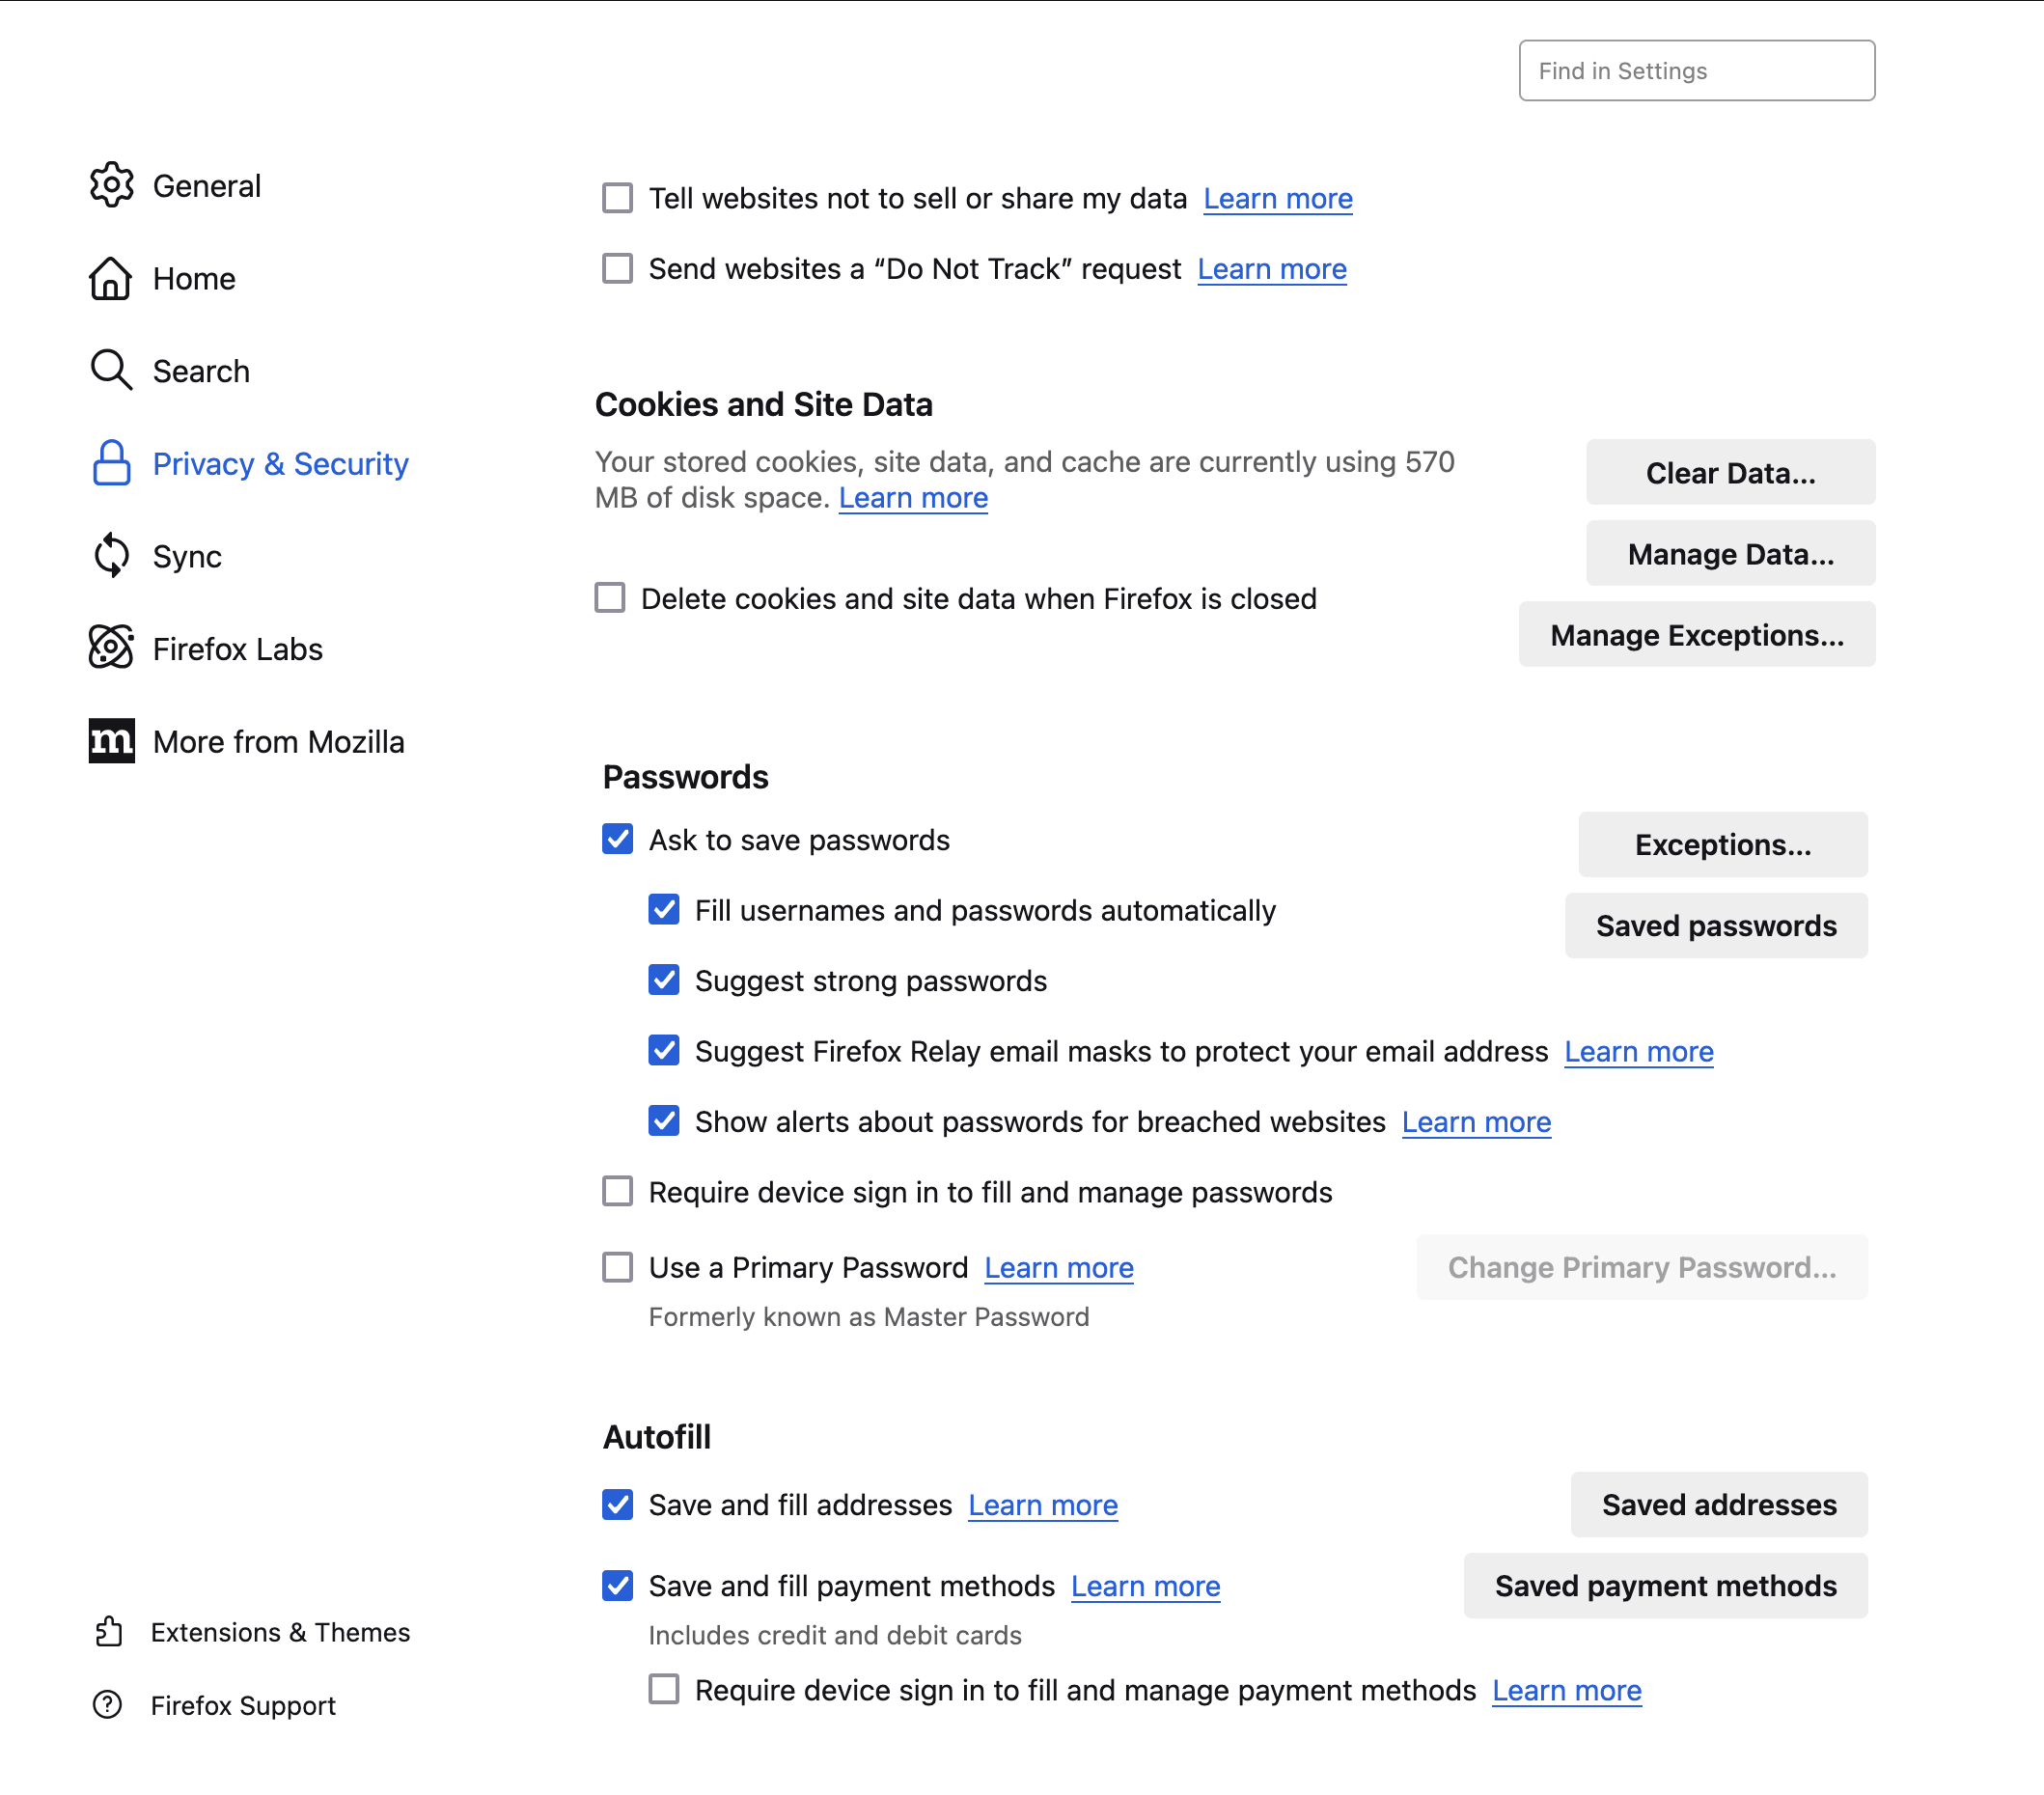 Find in Settings
General
Home
Search
Privacy & Security
Sync
Firefox Labs
m
More from Mozilla
Extensions & Themes
Firefox Support
Tell websites not to sell or share my data Learn more
Send websites a “Do Not Track” request Learn more
Cookies and Site Data
Your stored cookies, site data, and cache are currently using 570
MB of disk space. Learn more
Clear Data...
Manage Data...
Delete cookies and site data when Firefox is closed
Manage Exceptions...
Passwords
Ask to save passwords
Exceptions...
Fill usernames and passwords automatically
Saved passwords
Suggest strong passwords
Suggest Firefox Relay email masks to protect your email address Learn more
Show alerts about passwords for breached websites Learn more
Require device sign in to fill and manage passwords
Use a Primary Password Learn more
Change Primary Password...
Formerly known as Master Password
Autofill
Save and fill addresses Learn more
Saved addresses
Save and fill payment methods Learn more
Saved payment methods
Includes credit and debit cards
Require device sign in to fill and manage payment methods Learn more